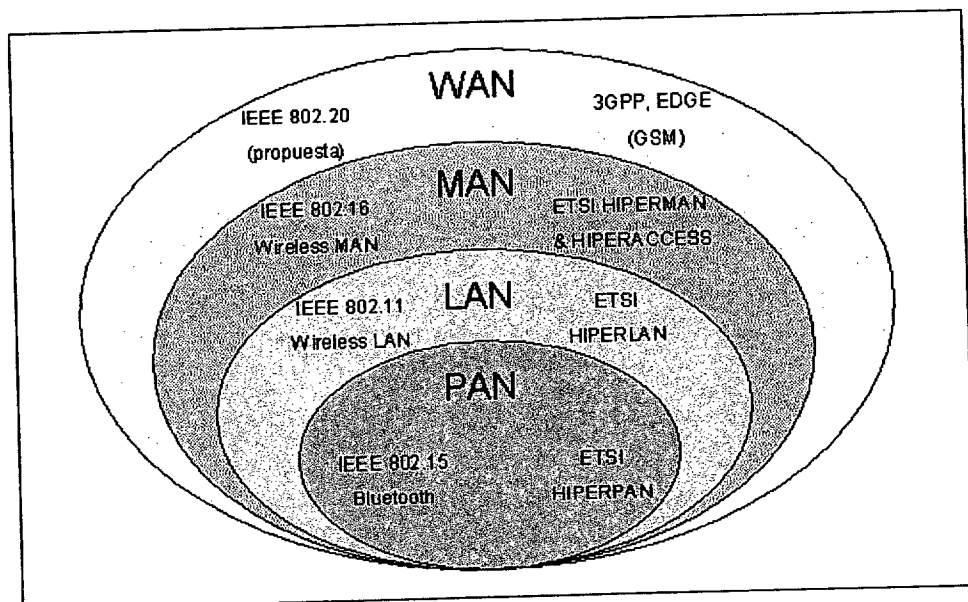 WAN
IEEE 802.20
(propuesta)
3GPP, EDGE
(GSM)
MAN
IEEE 802.16
Wireless MAN
ETSI HIPERMAN
& HIPERACCESS
LAN
IEEE 802.11
Wireless LAN
ETSI
HIPERLAN
PAN
IEEE 802.15
Bluetooth
ETSI
HIPERPAN